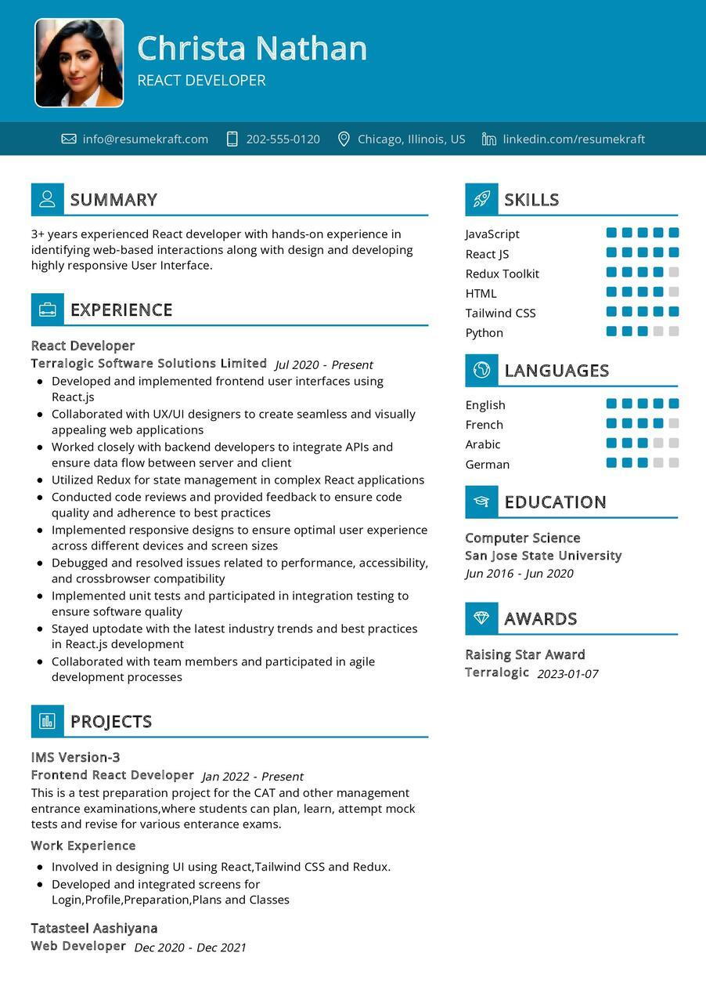 Christa Nathan
REACT DEVELOPER
info@resumekraft.com 202-555-0120 Chicago, Illinois, US linkedin.com/resumekraft
SUMMARY
3+ years experienced React developer with hands-on experience in
identifying web-based interactions along with design and developing
highly responsive User Interface.
EXPERIENCE
React Developer
Terralogic Software Solutions Limited Jul 2020 - Present
• Developed and implemented frontend user interfaces using
React.js
• Collaborated with UX/UI designers to create seamless and visually
appealing web applications
• Worked closely with backend developers to integrate APIs and
ensure data flow between server and client
• Utilized Redux for state management in complex React applications
• Conducted code reviews and provided feedback to ensure code
quality and adherence to best practices
• Implemented responsive designs to ensure optimal user experience
across different devices and screen sizes
• Debugged and resolved issues related to performance, accessibility,
and crossbrowser compatibility
• Implemented unit tests and participated in integration testing to
ensure software quality
• Stayed uptodate with the latest industry trends and best practices
in React.js development
• Collaborated with team members and participated in agile
development processes
PROJECTS
IMS Version-3
Frontend React Developer Jan 2022 - Present
This is a test preparation project for the CAT and other management
entrance examinations,where students can plan, learn, attempt mock
tests and revise for various enterance exams.
Work Experience
• Involved in designing UI using React,Tailwind CSS and Redux.
• Developed and integrated screens for
Login,Profile,Preparation,Plans and Classes
Tatasteel Aashiyana
Web Developer Dec 2020 - Dec 2021
SKILLS
JavaScript
React JS
Redux Toolkit
HTML
Tailwind CSS
Python
LANGUAGES
English
French
Arabic
German
EDUCATION
Computer Science
San Jose State University
Jun 2016 - Jun 2020
AWARDS
Raising Star Award
Terralogic 2023-01-07